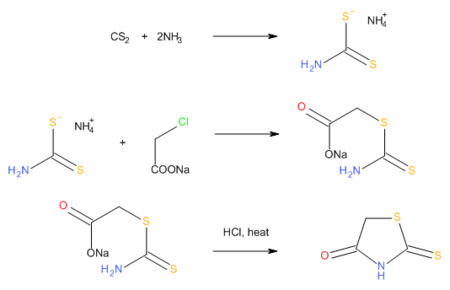 CS2 + 2NH3
S- NH4+
H2N S
S- NH4+
H2N S
+
Cl
COONa
O S
ONa
H2N S
O S
ONa
H2N S
HCl, heat
S
O S
NH